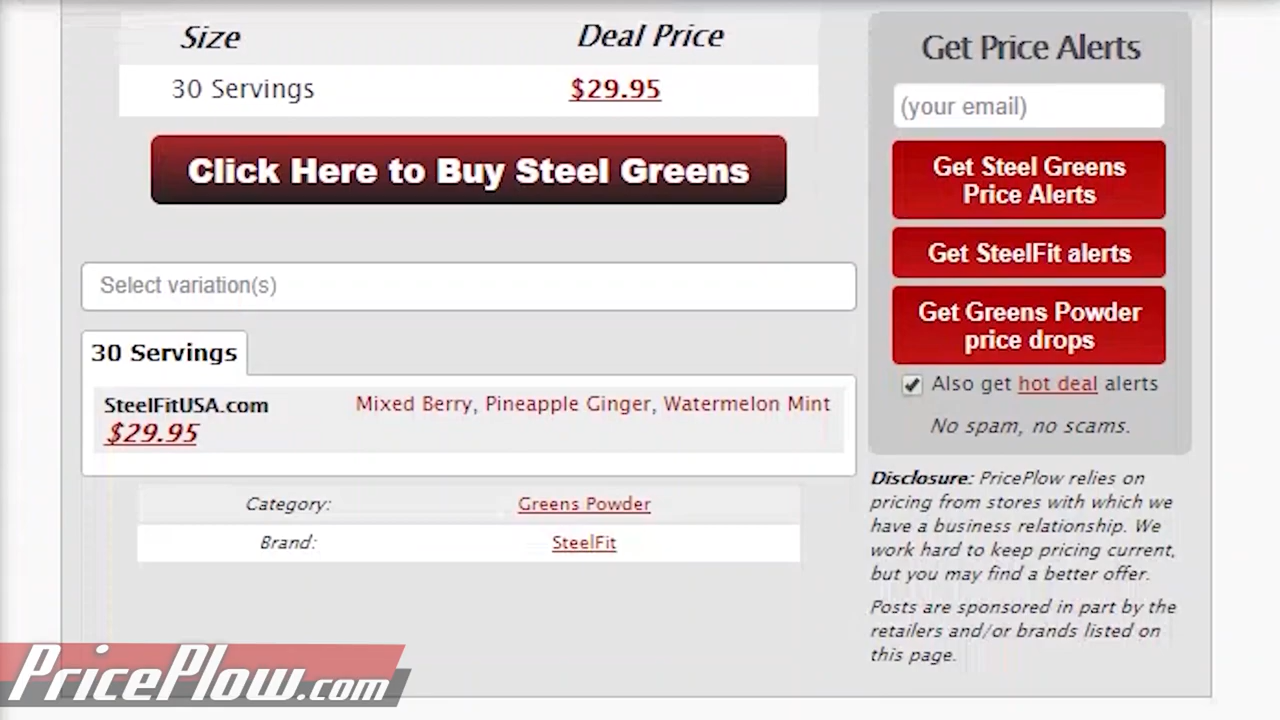 Size Deal Price
30 Servings $29.95
Click Here to Buy Steel Greens
Select variation(s)
30 Servings
SteelFitUSA.com Mixed Berry, Pineapple Ginger, Watermelon Mint
$29.95
Category: Greens Powder
Brand: SteelFit
Get Price Alerts
(your email)
Get Steel Greens
Price Alerts
Get SteelFit alerts
Get Greens Powder
price drops
Also get hot deal alerts
No spam, no scams.
Disclosure: PricePlow relies on
pricing from stores with which we
have a business relationship. We
work hard to keep pricing current,
but you may find a better offer.
Posts are sponsored in part by the
retailers and/or brands listed on
this page.
PricePlow.com